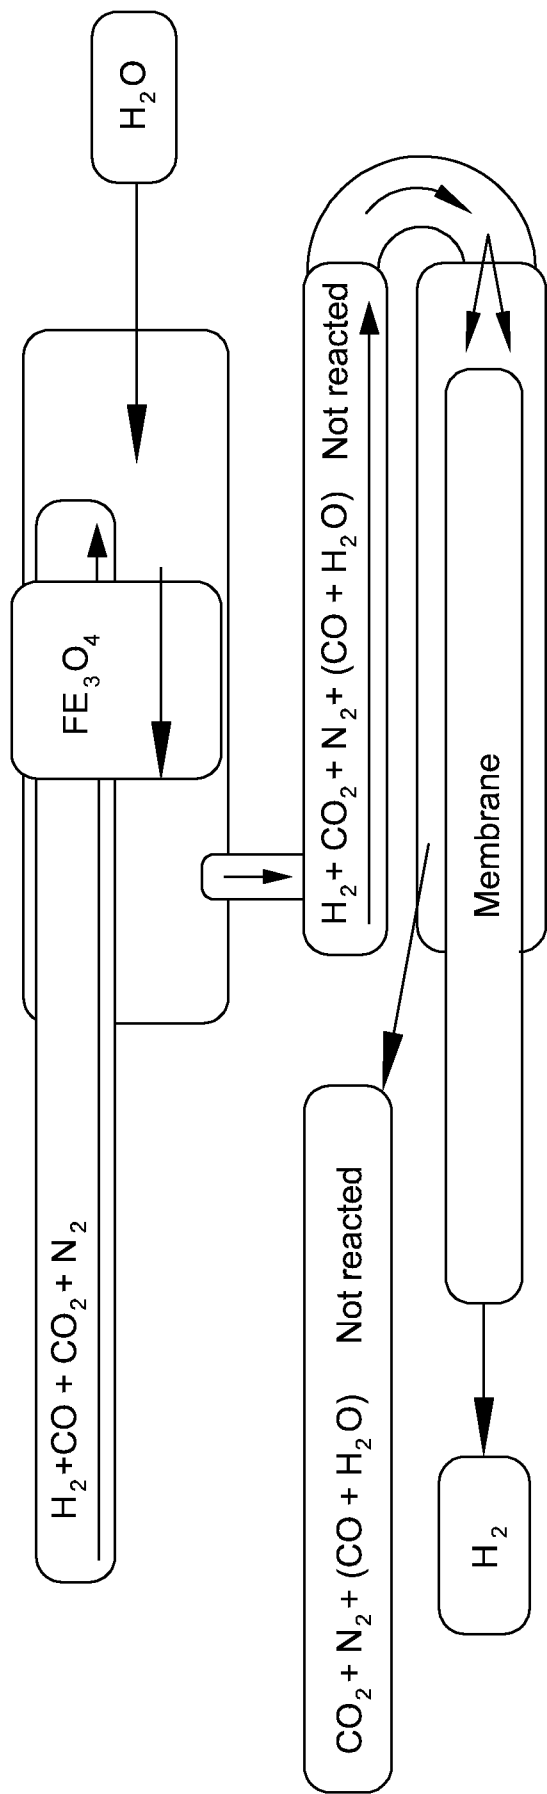 H₂O
FE₃O₄
H₂+CO + CO₂ + N₂
H₂ + CO₂ + N₂ + (CO + H₂O) Not reacted
Membrane
CO₂ + N₂ + (CO + H₂O) Not reacted
H₂